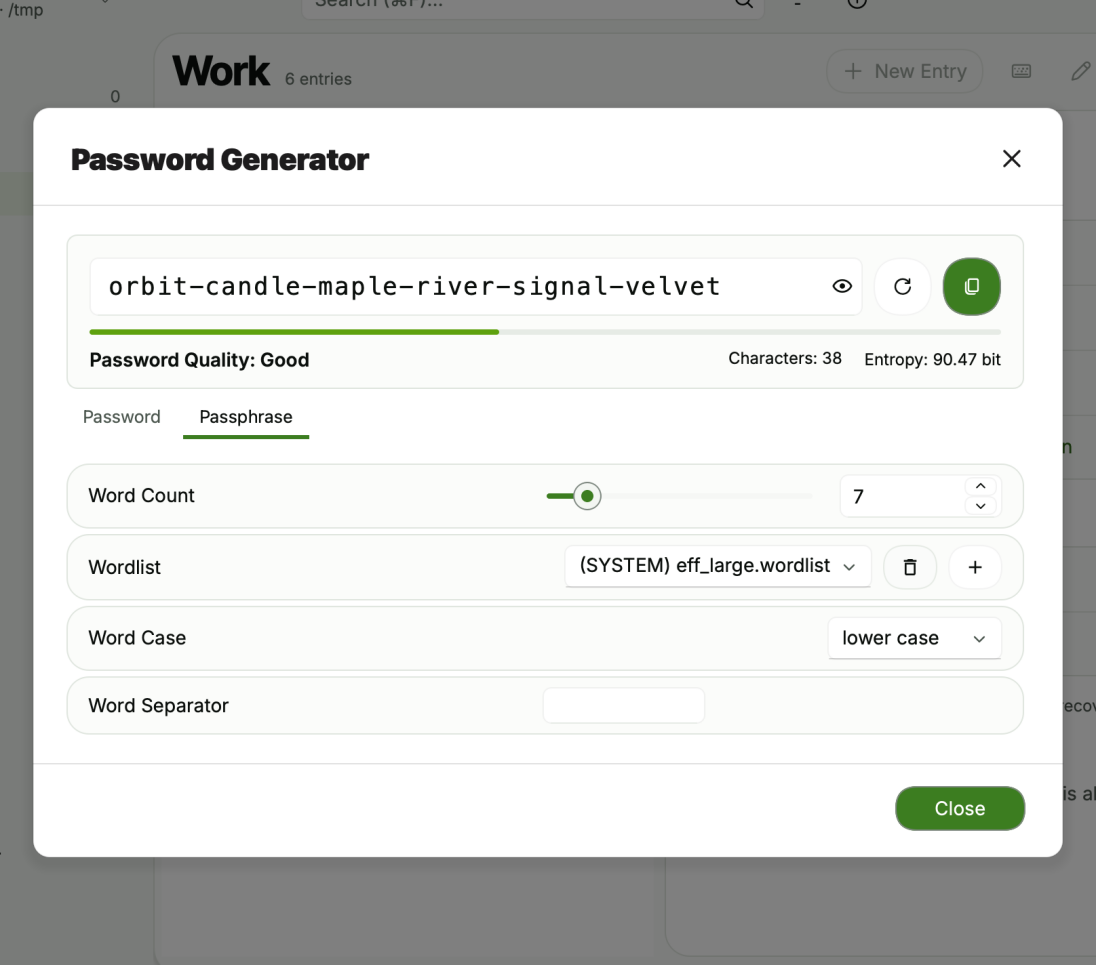 /tmp
Search (⌘F)...
Work
6 entries
New Entry
0
Password Generator
orbit-candle-maple-river-signal-velvet
Password Quality: Good
Characters: 38
Entropy: 90.47 bit
Password
Passphrase
Word Count
7
Wordlist
(SYSTEM) eff_large.wordlist
Word Case
lower case
Word Separator
Close
is al